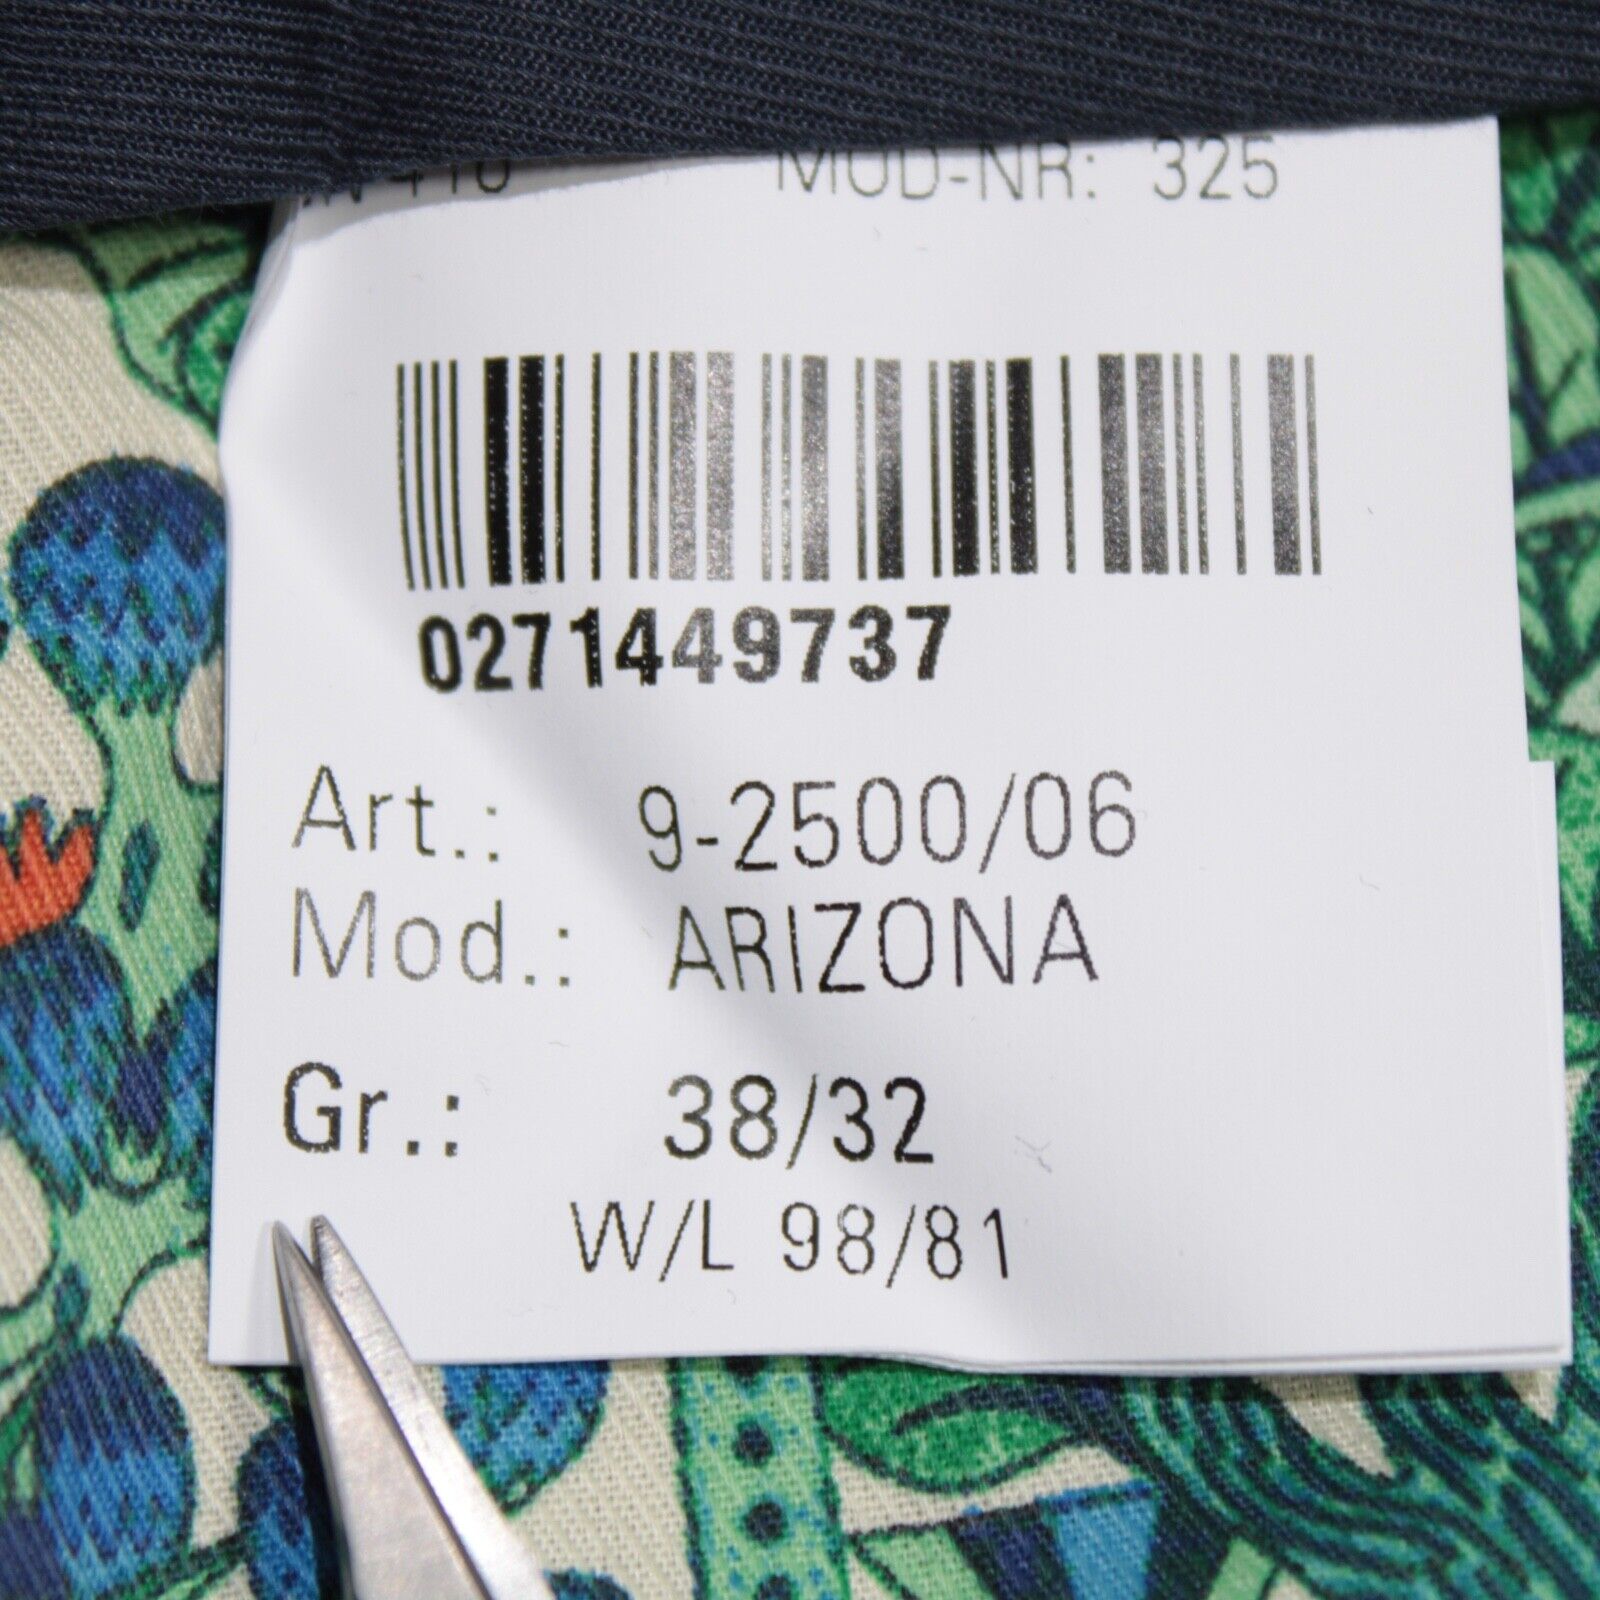 MOD-NR: 325
0271449737
Art.: 9-2500/06
Mod.: ARIZONA
Gr.: 38/32
W/L 98/81